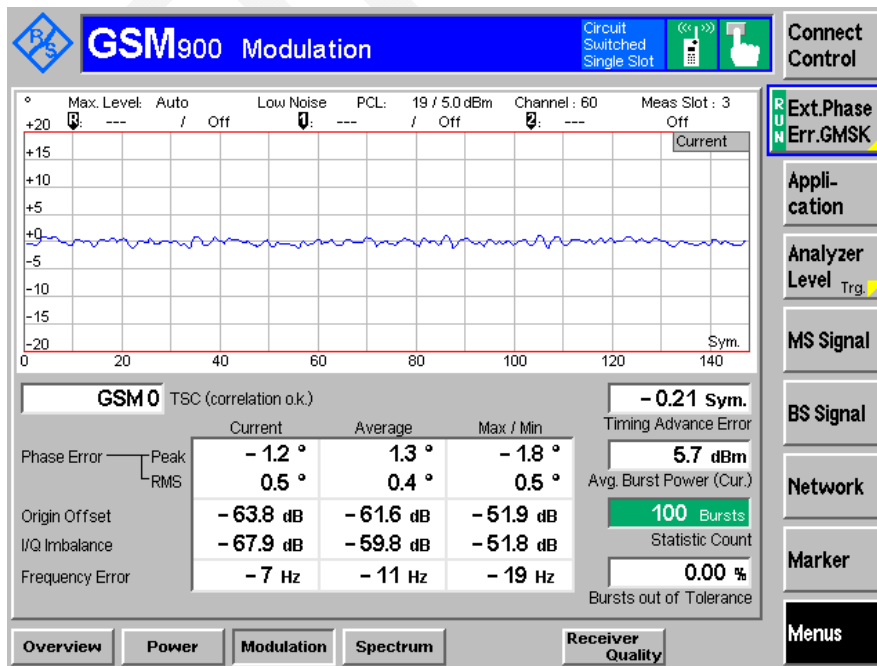 R&S
GSM900 Modulation
Circuit
Switched
Single Slot
Connect
Control
° Max. Level: Auto Low Noise PCL: 19 / 5.0 dBm Channel : 60 Meas Slot : 3
R: --- / Off 1: --- / Off 2: --- Off
Current
+20
+15
+10
+5
+0
-5
-10
-15
-20
Sym.
0 20 40 60 80 100 120 140
RUN
Ext.Phase
Err.GMSK
Appli-
cation
Analyzer
Level Trg.
MS Signal
BS Signal
Network
Marker
Menus
GSM 0 TSC (correlation o.k.)
– 0.21 Sym.
Timing Advance Error
Current Average Max / Min
Phase Error Peak – 1.2 ° 1.3 ° – 1.8 °
RMS 0.5 ° 0.4 ° 0.5 °
5.7 dBm
Avg. Burst Power (Cur.)
Origin Offset – 63.8 dB – 61.6 dB – 51.9 dB
I/Q Imbalance – 67.9 dB – 59.8 dB – 51.8 dB
100 Bursts
Statistic Count
Frequency Error – 7 Hz – 11 Hz – 19 Hz
0.00 %
Bursts out of Tolerance
Overview Power Modulation Spectrum
Receiver
Quality